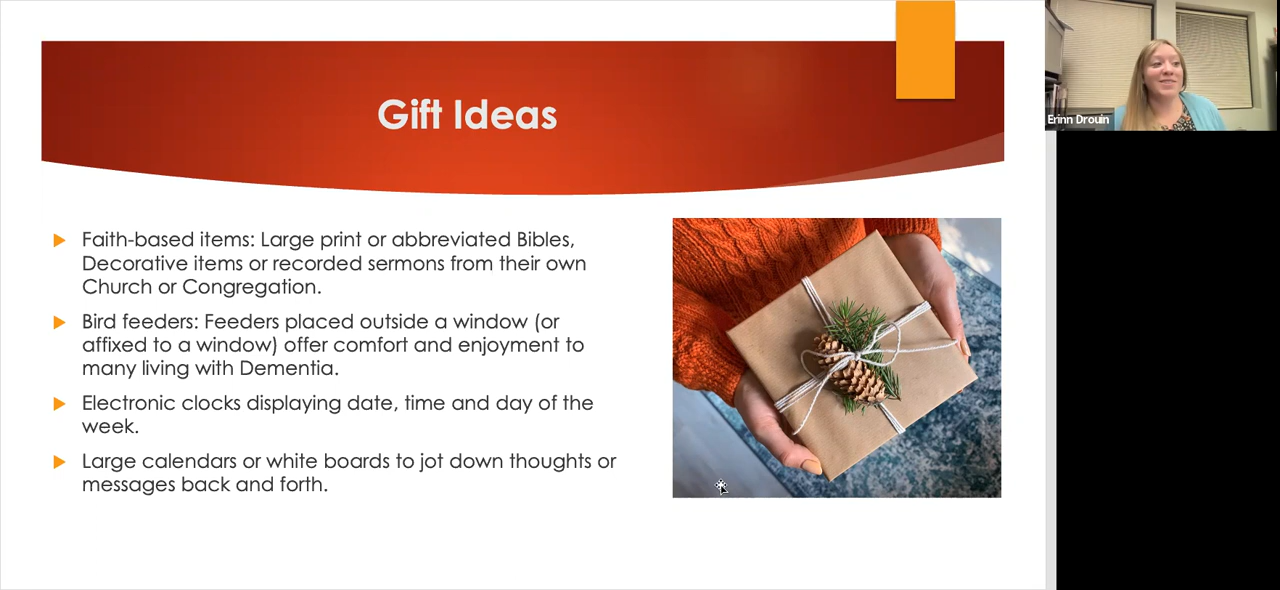 Gift Ideas
Erinn Drouin
Faith-based items: Large print or abbreviated Bibles,
Decorative items or recorded sermons from their own
Church or Congregation.
Bird feeders: Feeders placed outside a window (or
affixed to a window) offer comfort and enjoyment to
many living with Dementia.
Electronic clocks displaying date, time and day of the
week.
Large calendars or white boards to jot down thoughts or
messages back and forth.